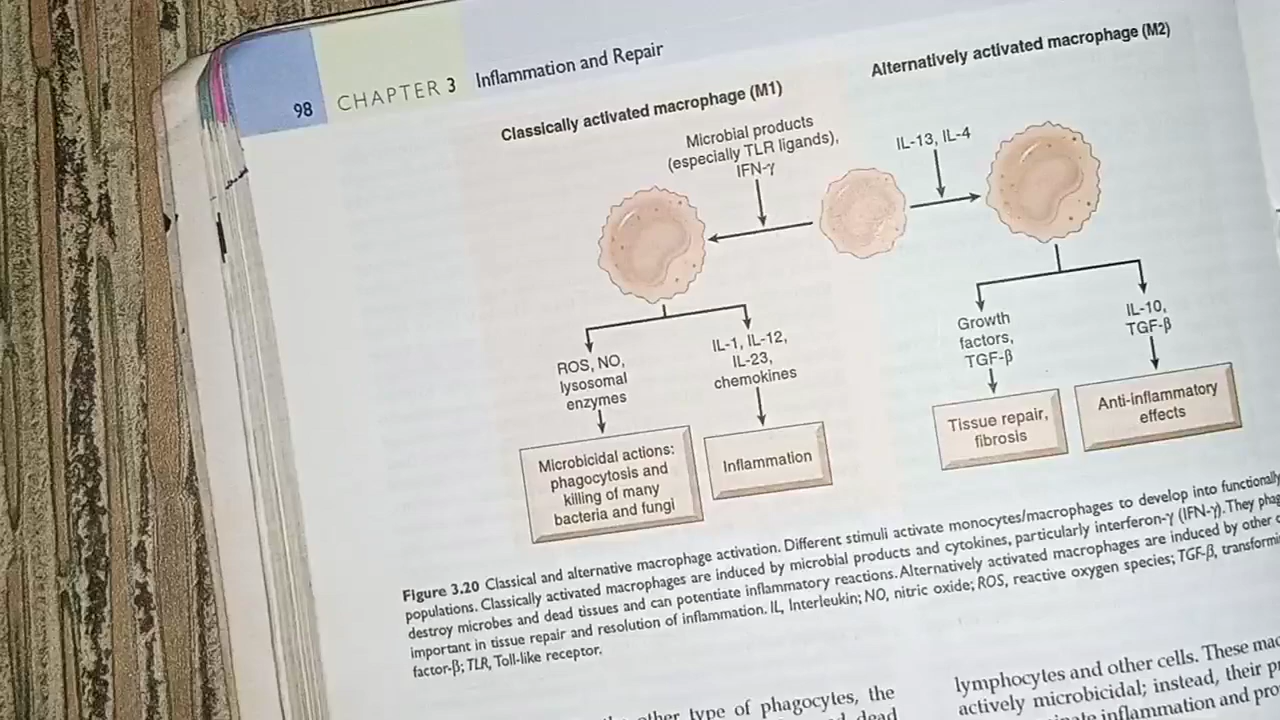 98 CHAPTER 3 Inflammation and Repair
Classically activated macrophage (M1)
Alternatively activated macrophage (M2)
Microbial products
(especially TLR ligands),
IFN-γ
IL-13, IL-4
ROS, NO,
lysosomal
enzymes
IL-1, IL-12,
IL-23,
chemokines
Growth
factors,
TGF-β
IL-10,
TGF-β
Microbicidal actions:
phagocytosis and
killing of many
bacteria and fungi
Inflammation
Tissue repair,
fibrosis
Anti-inflammatory
effects
Figure 3.20 Classical and alternative macrophage activation. Different stimuli activate monocytes/macrophages to develop into functionally
populations. Classically activated macrophages are induced by microbial products and cytokines, particularly interferon-γ (IFN-γ). They
destroy microbes and dead tissues and can potentiate inflammatory reactions. Alternatively activated macrophages are induced by other
important in tissue repair and resolution of inflammation. IL, Interleukin; NO, nitric oxide; ROS, reactive oxygen species; TGF-β,
factor-β; TLR, Toll-like receptor.
other type of phagocytes, the
dead
lymphocytes and other cells. These
actively microbicidal; instead, their
inflammation and